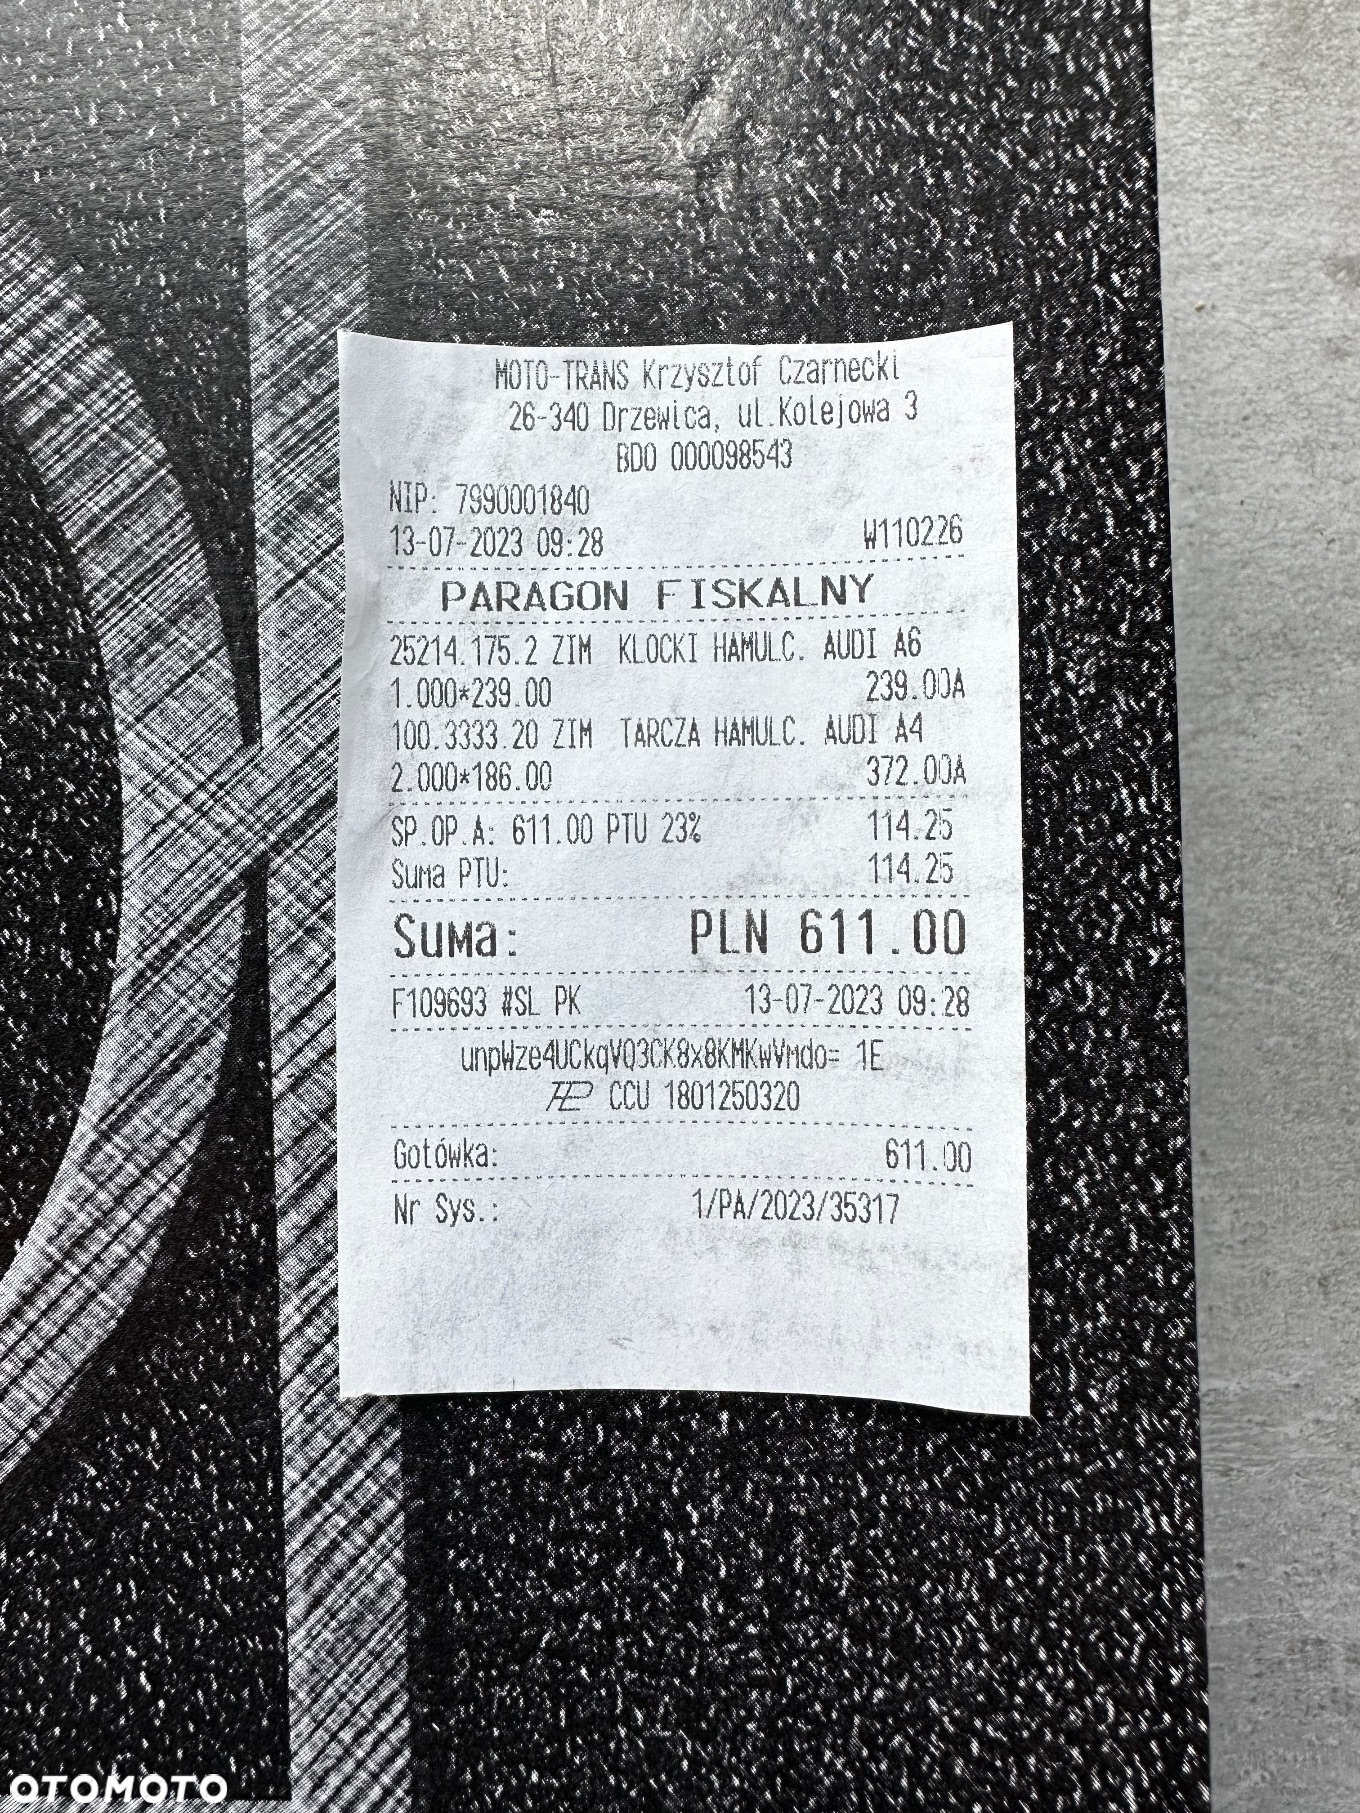 MOTO-TRANS Krzysztof Czarnecki
26-340 Drzewica, ul.Kolejowa 3
BDO 000098543
NIP: 7990001840
13-07-2023 09:28 W110226
PARAGON FISKALNY
25214.175.2 ZIM KLOCKI HAMULC. AUDI A6
1.000*239.00 239.00A
100.3333.20 ZIM TARCZA HAMULC. AUDI A4
2.000*186.00 372.00A
SP.OP.A: 611.00 PTU 23% 114.25
Suma PTU: 114.25
Suma: PLN 611.00
F109693 #SL PK 13-07-2023 09:28
unpWze4UCkqVQ3CK8x8KMKwVmdo= 1E
CCU 1801250320
Gotówka: 611.00
Nr Sys.: 1/PA/2023/35317
OTOMOTO